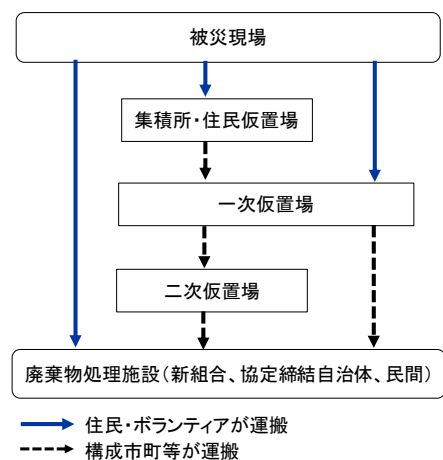 被災現場
集積所・住民仮置場
一次仮置場
二次仮置場
廃棄物処理施設（新組合、協定締結自治体、民間）
住民・ボランティアが運搬
構成市町等が運搬